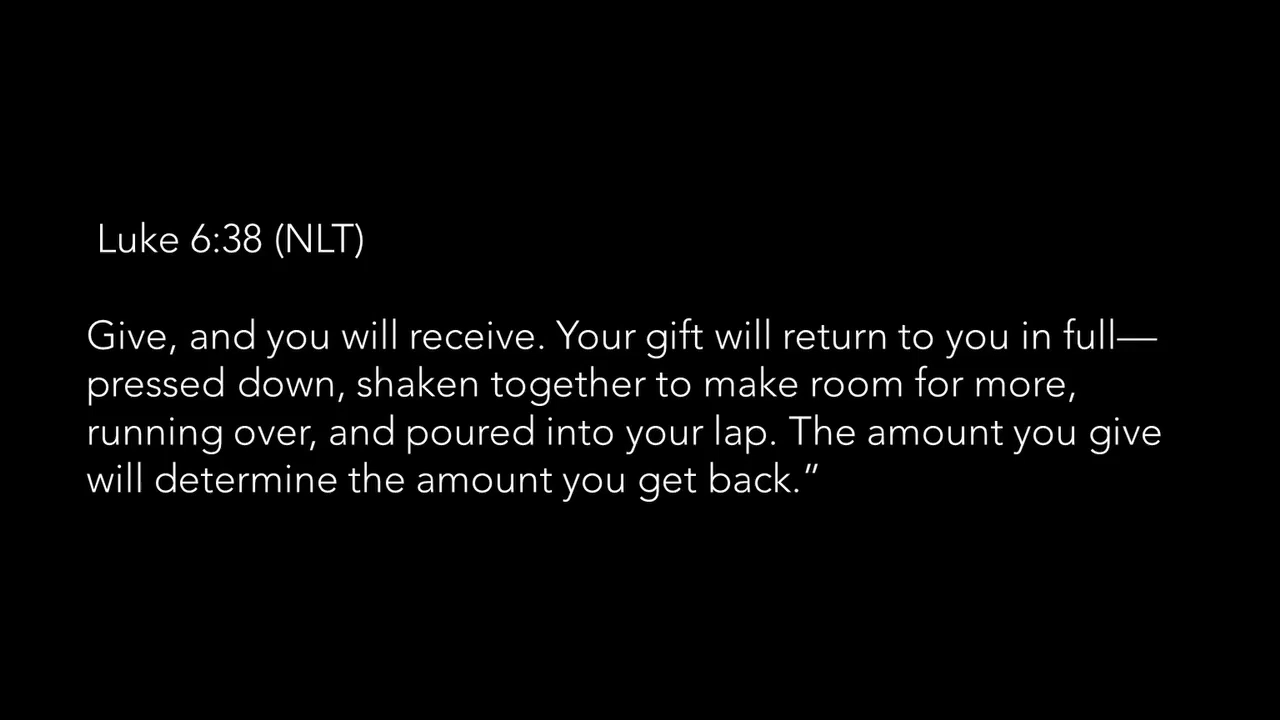 Luke 6:38 (NLT)
Give, and you will receive. Your gift will return to you in full—
pressed down, shaken together to make room for more,
running over, and poured into your lap. The amount you give
will determine the amount you get back.”